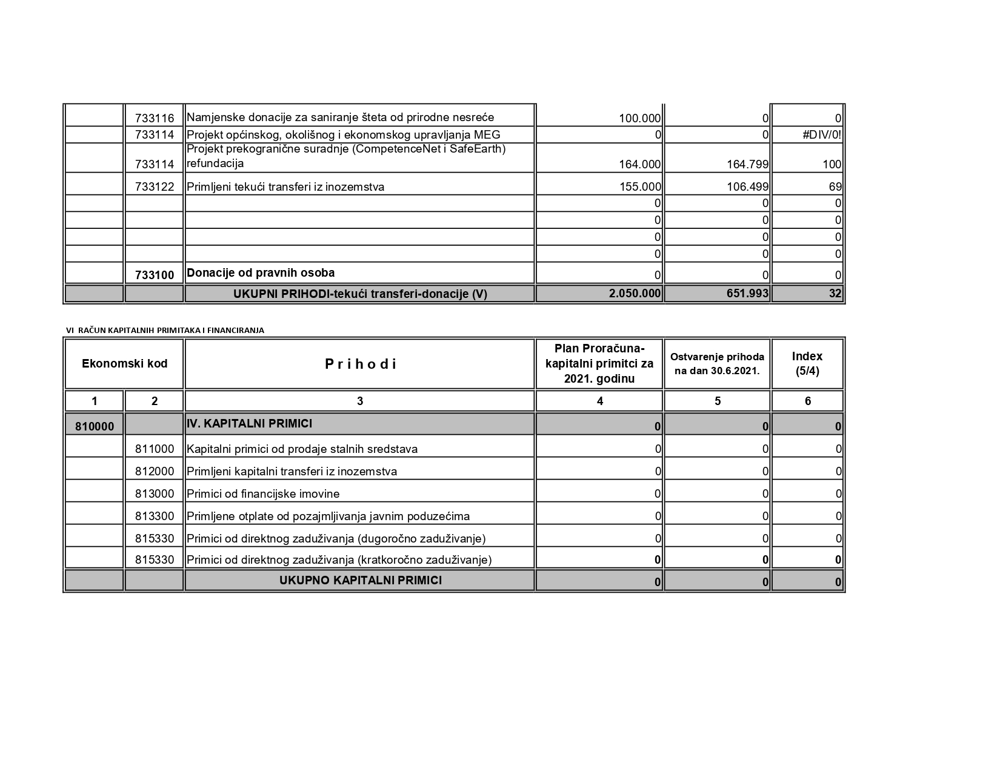 733116 Namjenske donacije za saniranje šteta od prirodne nesreće 100.000 0 0
733114 Projekt općinskog, okolišnog i ekonomskog upravljanja MEG 0 0 #DIV/0!
Projekt prekogranične suradnje (CompetenceNet i SafeEarth)
733114 refundacija 164.000 164.799 100
733122 Primljeni tekući transferi iz inozemstva 155.000 106.499 69
0 0 0
0 0 0
0 0 0
0 0 0
733100 Donacije od pravnih osoba 0 0 0
UKUPNI PRIHODI-tekući transferi-donacije (V) 2.050.000 651.993 32
VI RAČUN KAPITALNIH PRIMITAKA I FINANCIRANJA
Ekonomski kod
P r i h o d i
Plan Proračuna-
kapitalni primitci za
2021. godinu
Ostvarenje prihoda
na dan 30.6.2021.
Index
(5/4)
1 2 3 4 5 6
810000 IV. KAPITALNI PRIMICI 0 0 0
811000 Kapitalni primici od prodaje stalnih sredstava 0 0 0
812000 Primljeni kapitalni transferi iz inozemstva 0 0 0
813000 Primici od financijske imovine 0 0 0
813300 Primljene otplate od pozajmljivanja javnim poduzećima 0 0 0
815330 Primici od direktnog zaduživanja (dugoročno zaduživanje) 0 0 0
815330 Primici od direktnog zaduživanja (kratkoročno zaduživanje) 0 0 0
UKUPNO KAPITALNI PRIMICI 0 0 0